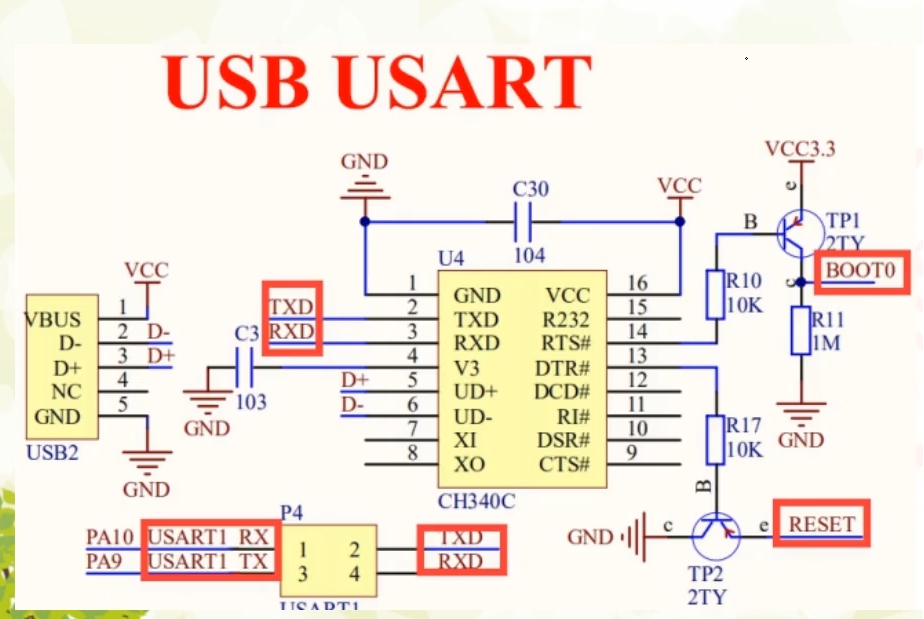 USB USART
GND
C30
104
VCC
VCC3.3
e
B
TP1
2TY
c
BOOT0
R10
10K
R11
1M
GND
U4
1 GND VCC 16
2 TXD R232 15
3 RXD RTS# 14
4 V3 DTR# 13
5 UD+ DCD# 12
6 UD- RI# 11
7 XI DSR# 10
8 XO CTS# 9
CH340C
TXD
RXD
C3
103
GND
D+
D-
VCC
VBUS 1
D- 2 D-
D+ 3 D+
NC 4
GND 5
USB2
GND
R17
10K
B
GND c e RESET
TP2
2TY
P4
PA10 USART1 RX 1 2 TXD
PA9 USART1 TX 3 4 RXD
USART1